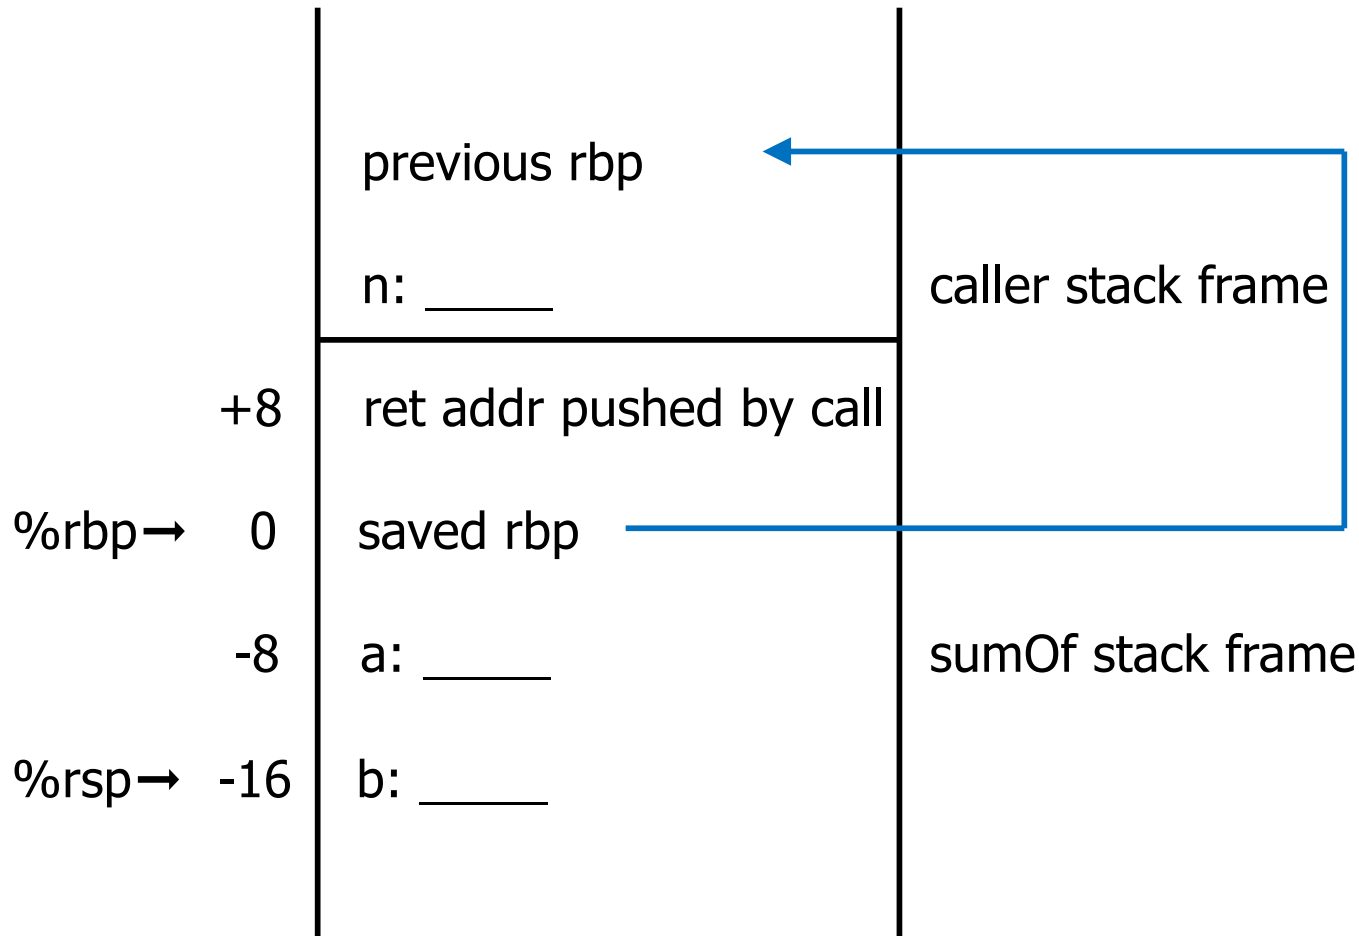 previous rbp
n: _____ caller stack frame
+8 ret addr pushed by call
%rbp→ 0 saved rbp
-8 a: _____ sumOf stack frame
%rsp→ -16 b: _____